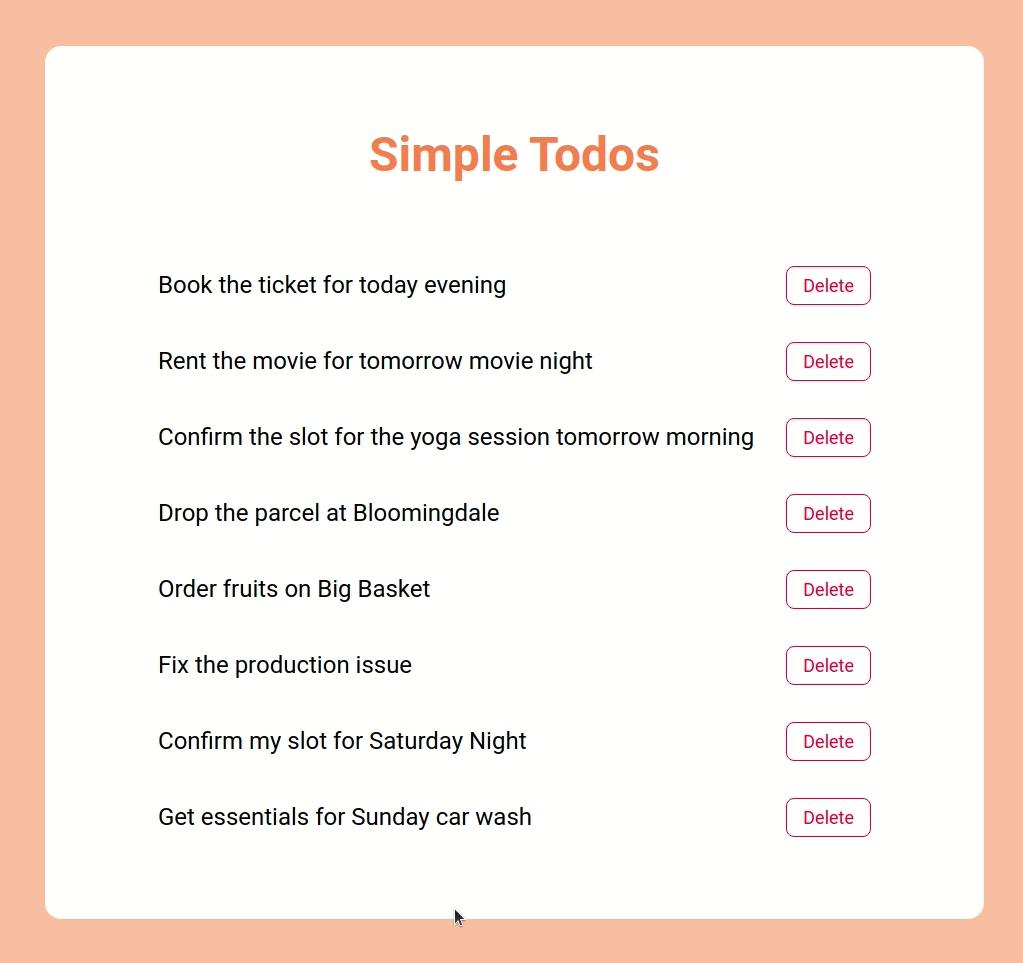 Simple Todos
Book the ticket for today evening Delete
Rent the movie for tomorrow movie night Delete
Confirm the slot for the yoga session tomorrow morning Delete
Drop the parcel at Bloomingdale Delete
Order fruits on Big Basket Delete
Fix the production issue Delete
Confirm my slot for Saturday Night Delete
Get essentials for Sunday car wash Delete